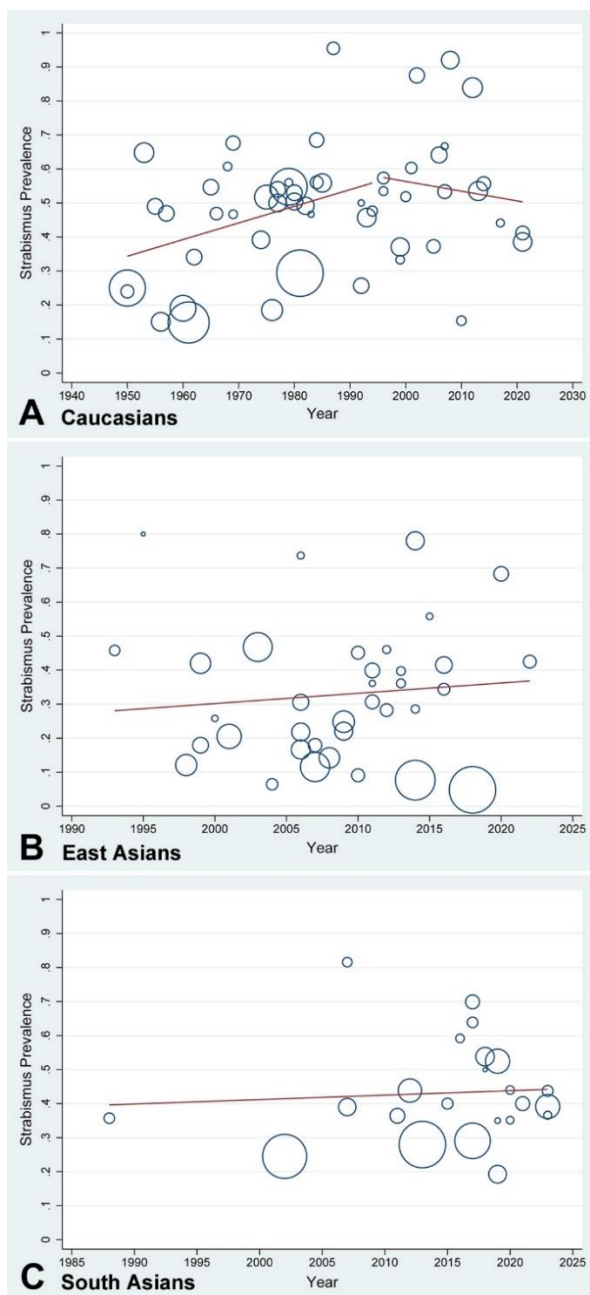 1
.9
.8
.7
.6
.5
.4
.3
.2
.1
0
Strabismus Prevalence
1940 1950 1960 1970 1980 1990 2000 2010 2020 2030
Year
A Caucasians
1
.9
.8
.7
.6
.5
.4
.3
.2
.1
0
Strabismus Prevalence
1990 1995 2000 2005 2010 2015 2020 2025
Year
B East Asians
1
.9
.8
.7
.6
.5
.4
.3
.2
.1
0
Strabismus Prevalence
1985 1990 1995 2000 2005 2010 2015 2020 2025
Year
C South Asians